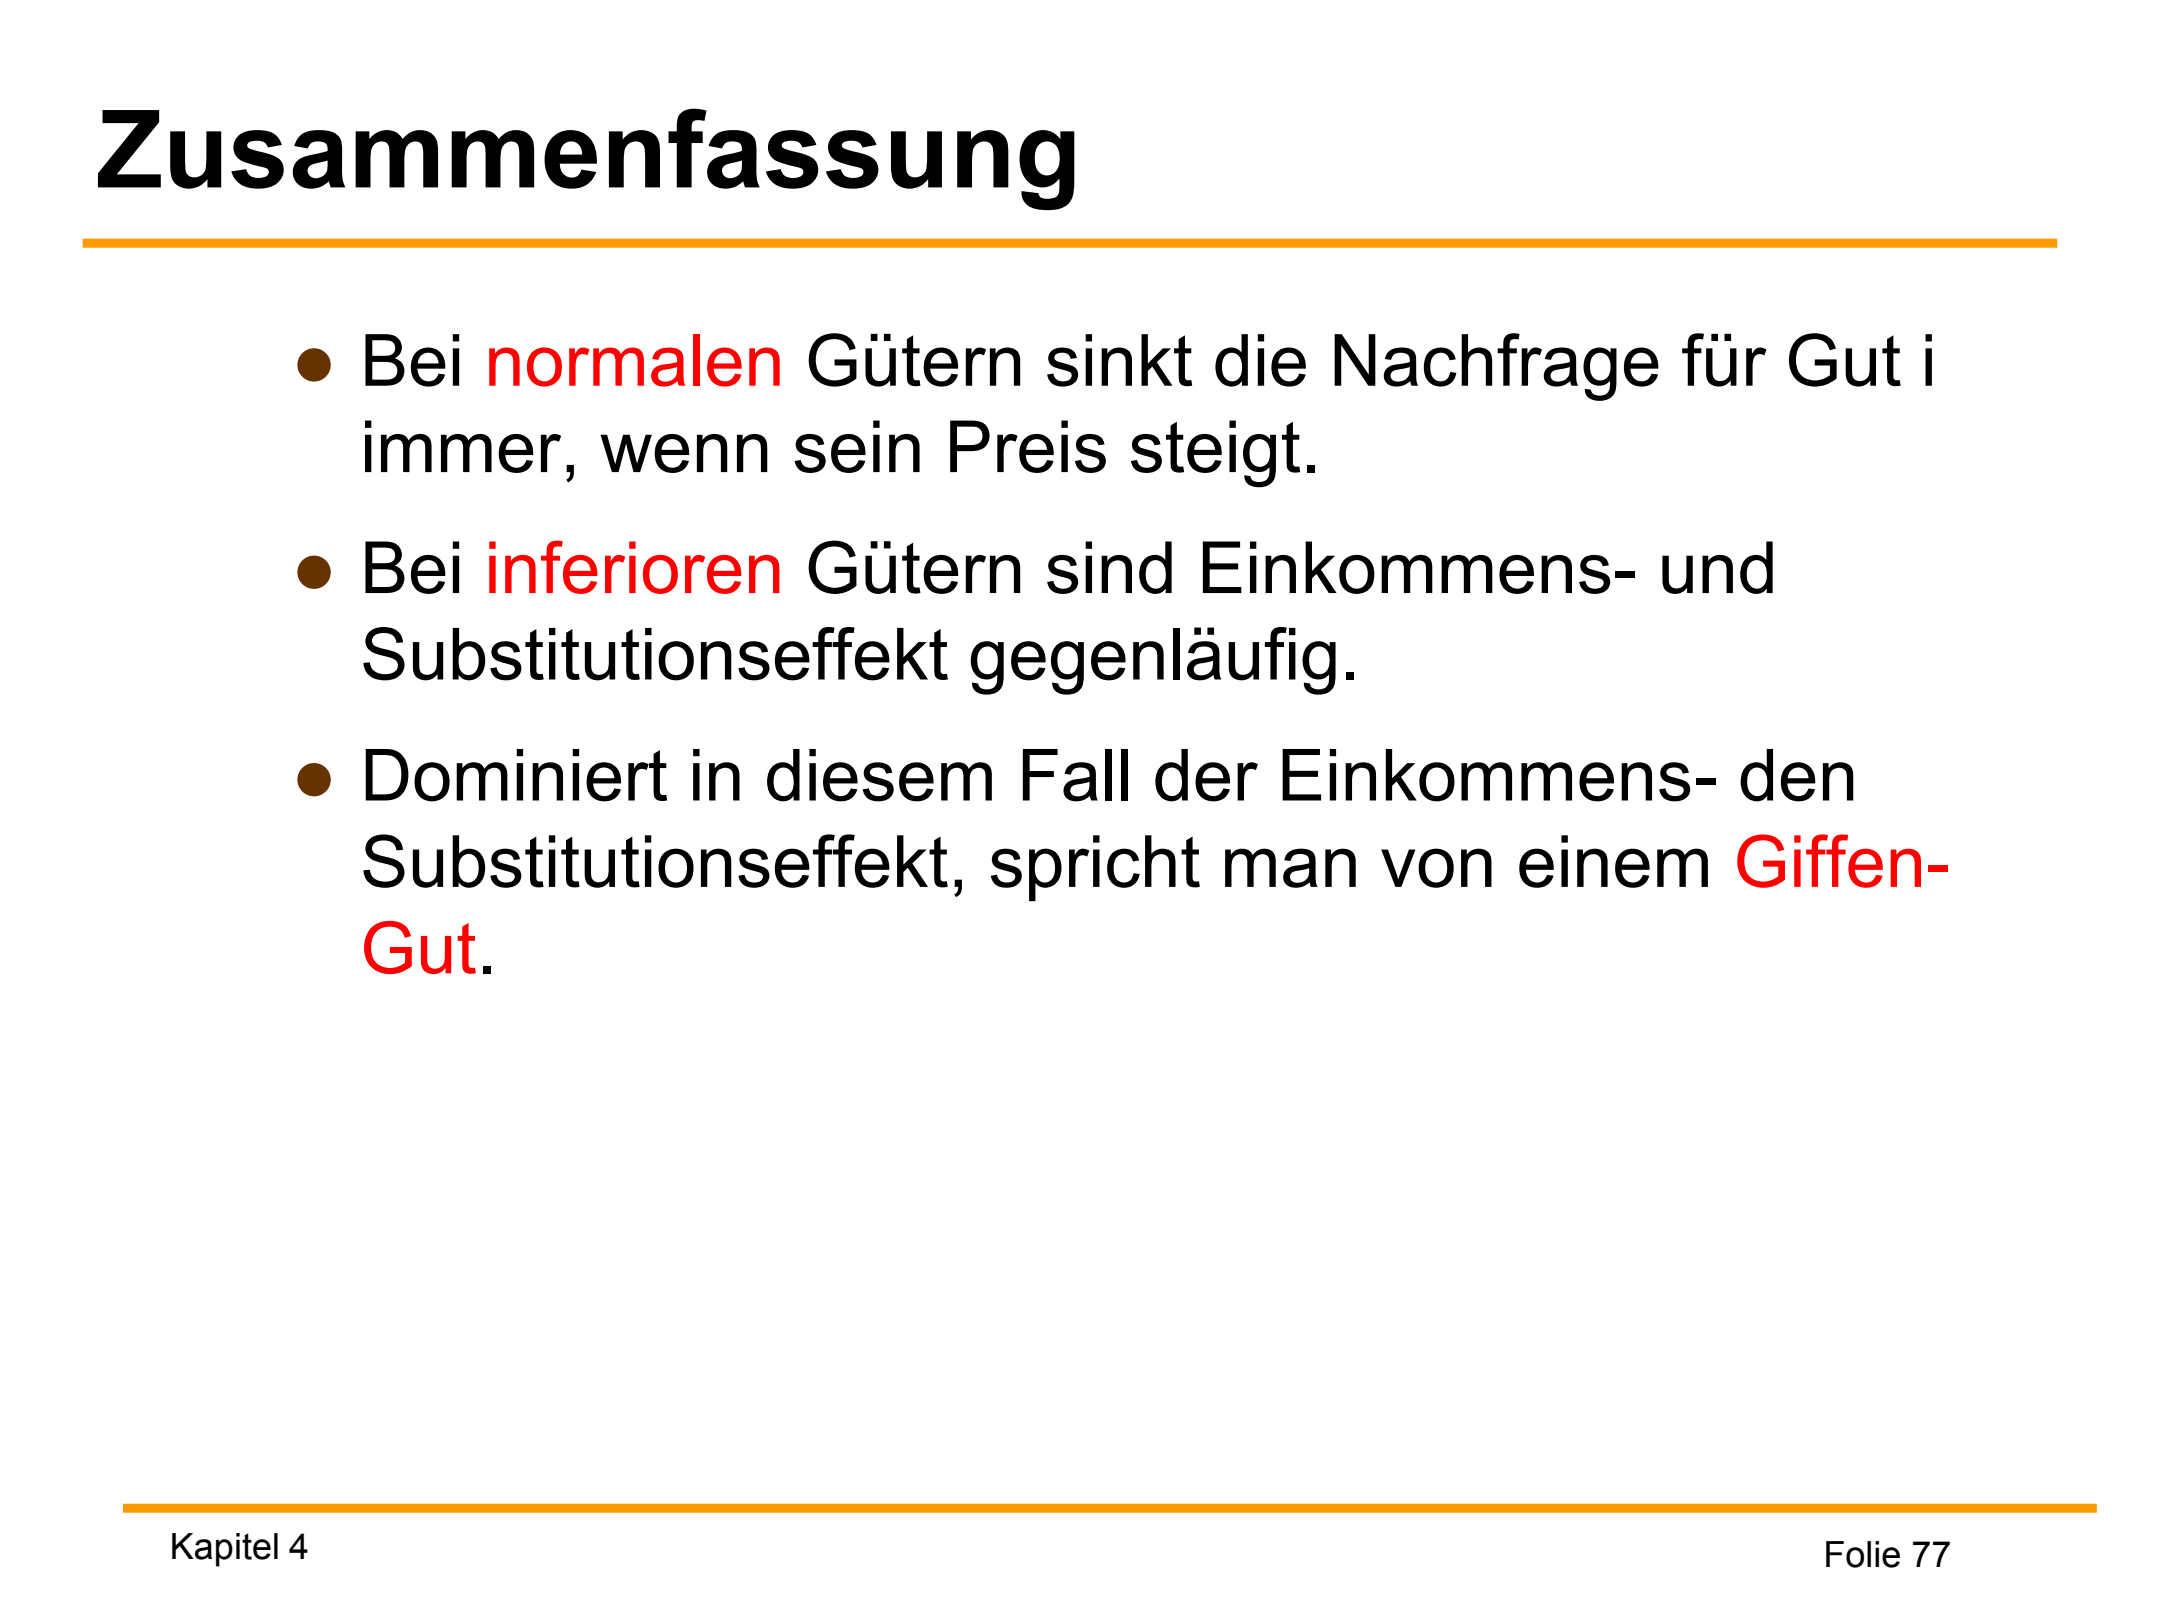 Zusammenfassung
● Bei normalen Gütern sinkt die Nachfrage für Gut i
immer, wenn sein Preis steigt.
● Bei inferioren Gütern sind Einkommens- und
Substitutionseffekt gegenläufig.
● Dominiert in diesem Fall der Einkommens- den
Substitutionseffekt, spricht man von einem Giffen-
Gut.
Kapitel 4
Folie 77